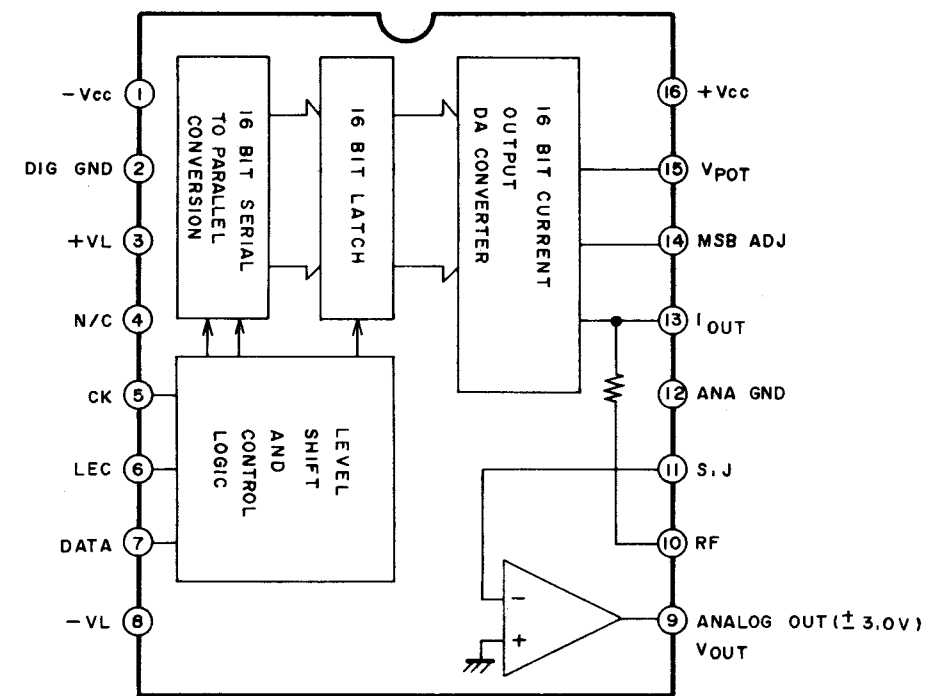 -Vcc 1
DIG GND 2
+VL 3
N/C 4
CK 5
LEC 6
DATA 7
-VL 8
16 BIT SERIAL
TO PARALLEL
CONVERSION
16 BIT LATCH
16 BIT CURRENT
OUTPUT
DA CONVERTER
LEVEL
SHIFT
AND
CONTROL
LOGIC
16 +Vcc
15 VPOT
14 MSB ADJ
13 IOUT
12 ANA GND
11 S.J
10 RF
-
+
9 ANALOG OUT(±3.0V)
VOUT